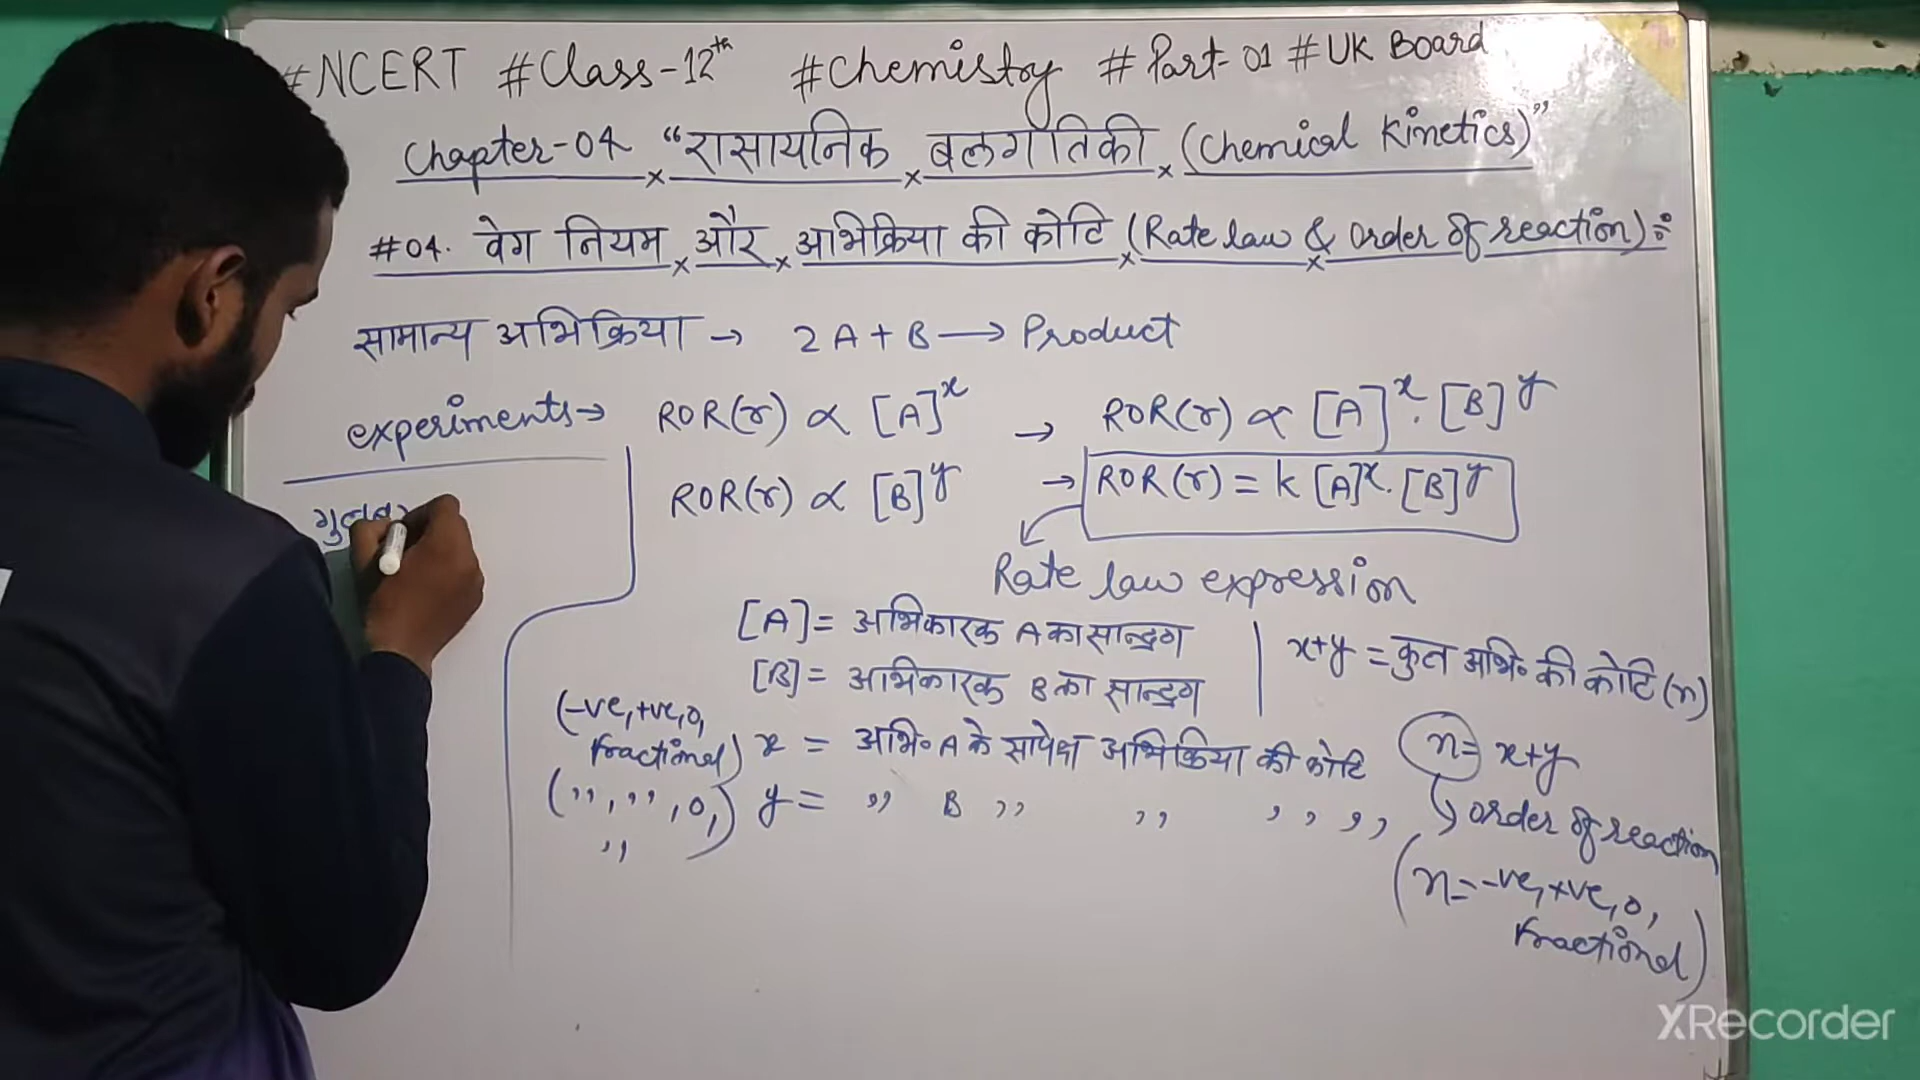 #NCERT #Class-12th #Chemistry #Part-01 #UK Board
Chapter-04 "रासायनिक बलगतिकी (Chemical Kinetics)"
#04. वेग नियम और अभिक्रिया की कोटि (Rate law & Order of reaction):
सामान्य अभिक्रिया → 2A + B → Product
experiments→ ROR(r) ∝ [A]^x → ROR(r) ∝ [A]^x . [B]^y
ROR(r) ∝ [B]^y → ROR(r) = k [A]^x . [B]^y
Rate law expression
[A] = अभिकारक A का सान्द्रण
[B] = अभिकारक B का सान्द्रण
x+y = कुल अभि॰ की कोटि (n)
(-ve,+ve,0, fractional) x = अभि॰ A के सापेक्ष अभिक्रिया की कोटि
(",",0,") y = " B " " " "
n = x+y
order of reaction
(n = -ve, +ve, 0,
fractional)
XRecorder